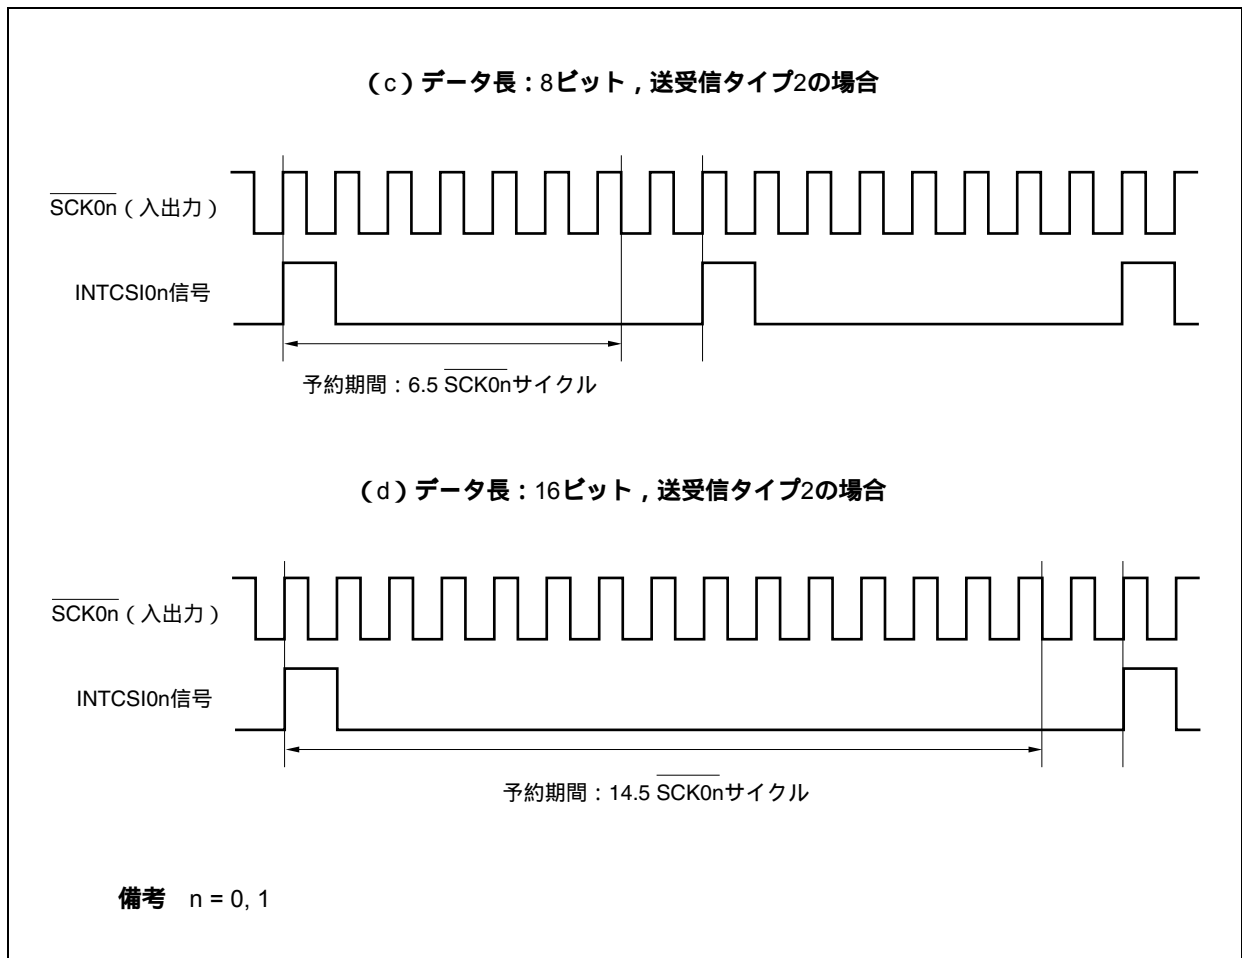 （c）データ長：8ビット，送受信タイプ2の場合
SCK0n（入出力）
INTCSI0n信号
予約期間：6.5 SCK0nサイクル
（d）データ長：16ビット，送受信タイプ2の場合
SCK0n（入出力）
INTCSI0n信号
予約期間：14.5 SCK0nサイクル
備考 n = 0, 1